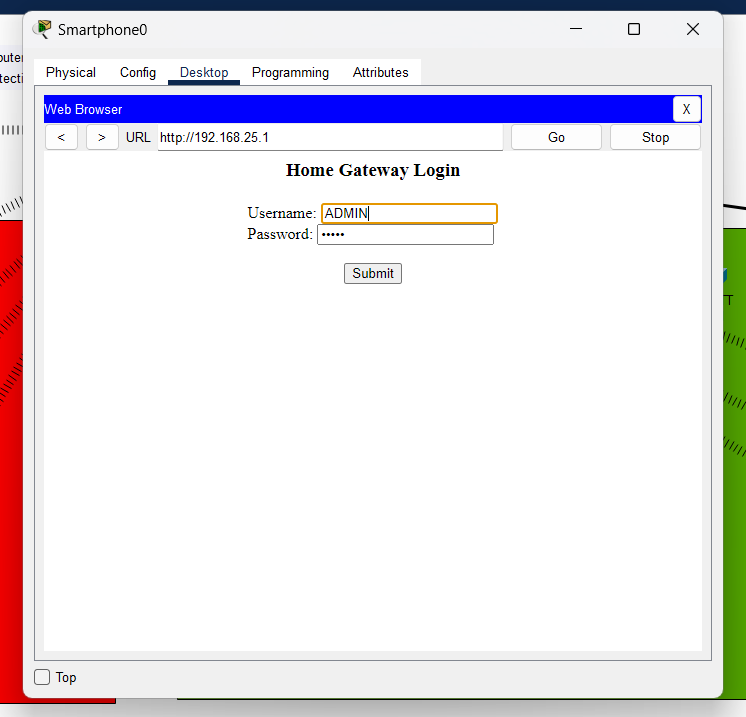 Smartphone0
Physical Config Desktop Programming Attributes
Web Browser X
< > URL http://192.168.25.1 Go Stop
Home Gateway Login
Username: ADMIN
Password: •••••
Submit
Top